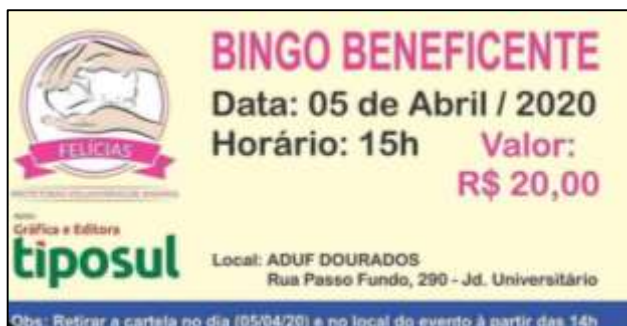 BINGO BENEFICENTE
Data: 05 de Abril / 2020
Horário: 15h
Valor:
R$ 20,00
FELÍCIAS
Gráfica e Editora
tiposul
Local: ADUF DOURADOS
Rua Passo Fundo, 290 - Jd. Universitário
Obs: Retirar a cartela no dia (05/04/20) e no local do evento à partir das 14h